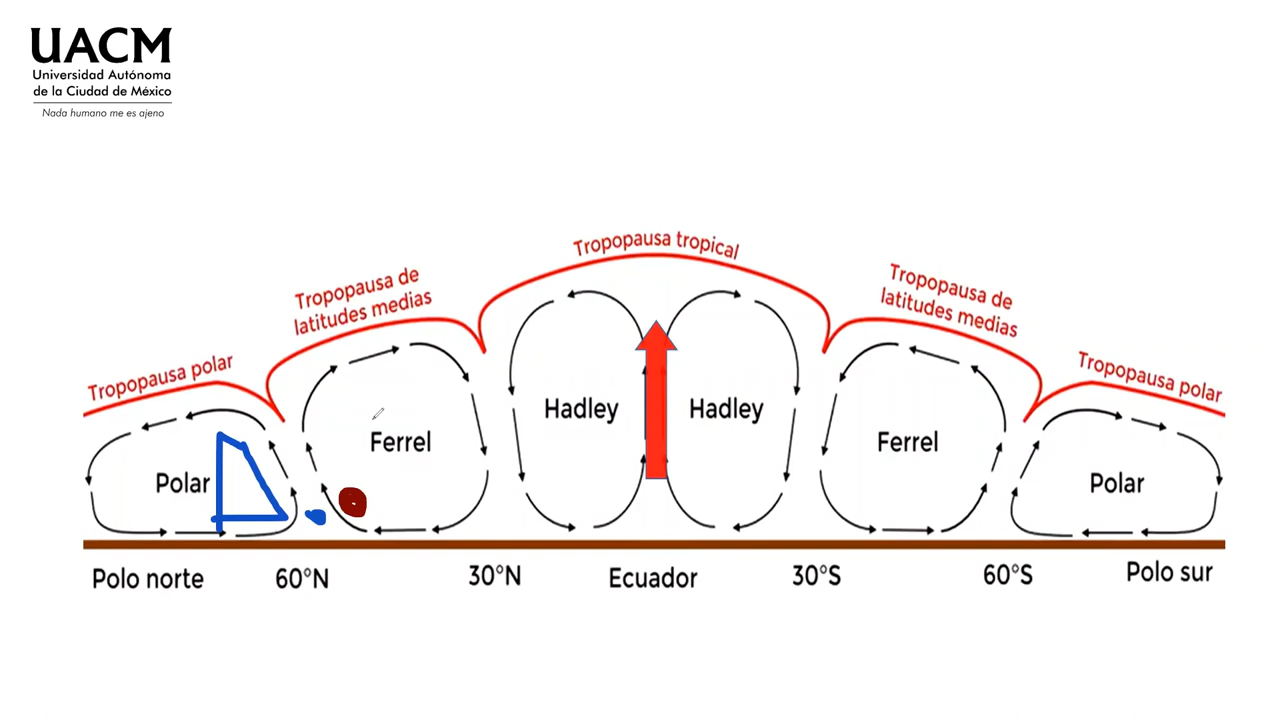 UACM
Universidad Autónoma
de la Ciudad de México
Nada humano me es ajeno
Tropopausa tropical
Tropopausa de
latitudes medias
Tropopausa de
latitudes medias
Tropopausa polar
Tropopausa polar
Hadley
Hadley
Ferrel
Ferrel
Polar
Polar
Polo norte
60°N
30°N
Ecuador
30°S
60°S
Polo sur